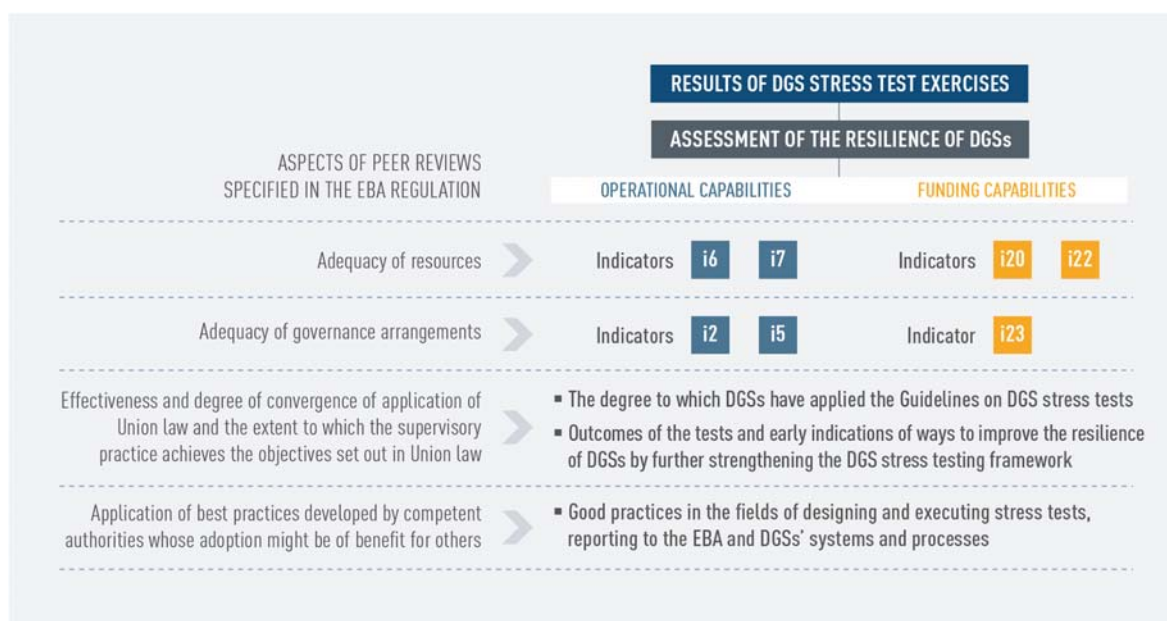 RESULTS OF DGS STRESS TEST EXERCISES
ASSESSMENT OF THE RESILIENCE OF DGSs
ASPECTS OF PEER REVIEWS
SPECIFIED IN THE EBA REGULATION
OPERATIONAL CAPABILITIES
FUNDING CAPABILITIES
Adequacy of resources
Indicators i6 i7
Indicators i20 i22
Adequacy of governance arrangements
Indicators i2 i5
Indicator i23
Effectiveness and degree of convergence of application of
Union law and the extent to which the supervisory
practice achieves the objectives set out in Union law
▪ The degree to which DGSs have applied the Guidelines on DGS stress tests
▪ Outcomes of the tests and early indications of ways to improve the resilience
of DGSs by further strengthening the DGS stress testing framework
Application of best practices developed by competent
authorities whose adoption might be of benefit for others
▪ Good practices in the fields of designing and executing stress tests,
reporting to the EBA and DGSs' systems and processes